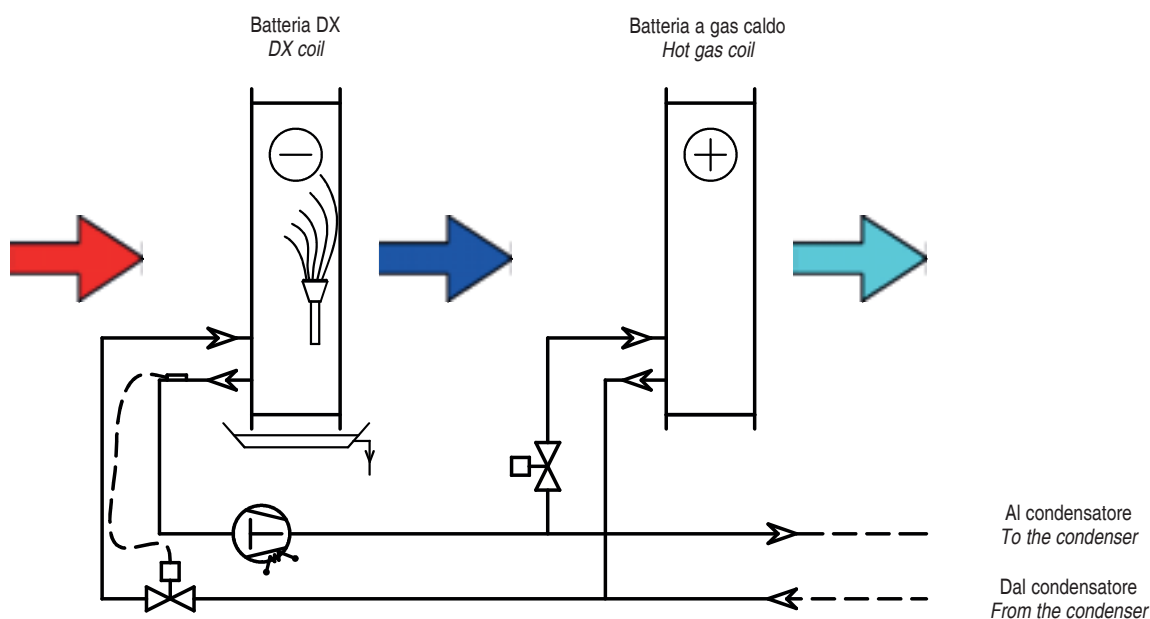 Batteria DX
DX coil
Batteria a gas caldo
Hot gas coil
Al condensatore
To the condenser
Dal condensatore
From the condenser